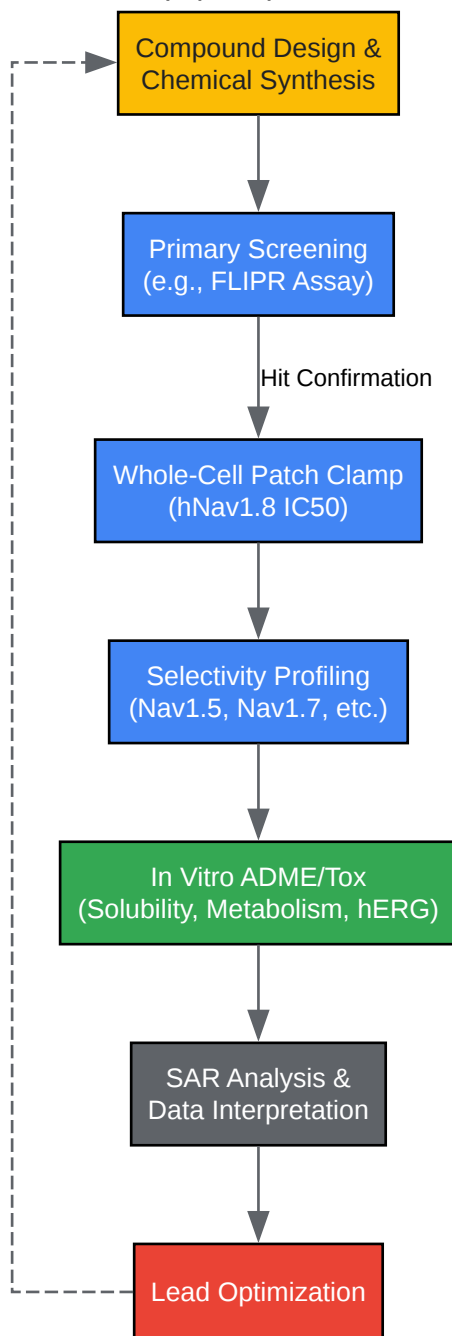 Compound Design &
Chemical Synthesis
Primary Screening
(e.g., FLIPR Assay)
Hit Confirmation
Whole-Cell Patch Clamp
(hNav1.8 IC50)
Selectivity Profiling
(Nav1.5, Nav1.7, etc.)
In Vitro ADME/Tox
(Solubility, Metabolism, hERG)
SAR Analysis &
Data Interpretation
Lead Optimization